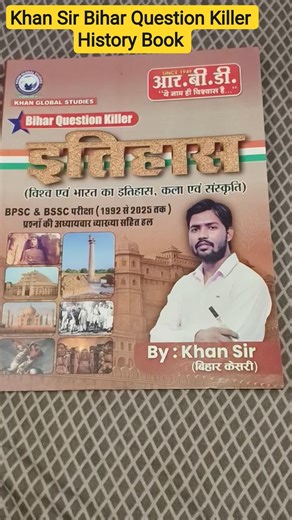 Khan Sir Bihar Question Killer
History Book
SINCE 1949
आर.बी.डी.
"ये नाम ही विश्वास है..."
KHAN GLOBAL STUDIES
Bihar Question Killer
इतिहास
(विश्व एवं भारत का इतिहास, कला एवं संस्कृति)
BPSC & BSSC परीक्षा (1992 से 2025 तक)
प्रश्नों की अध्यायवार व्याख्या सहित हल
By : Khan Sir
(बिहार केसरी)